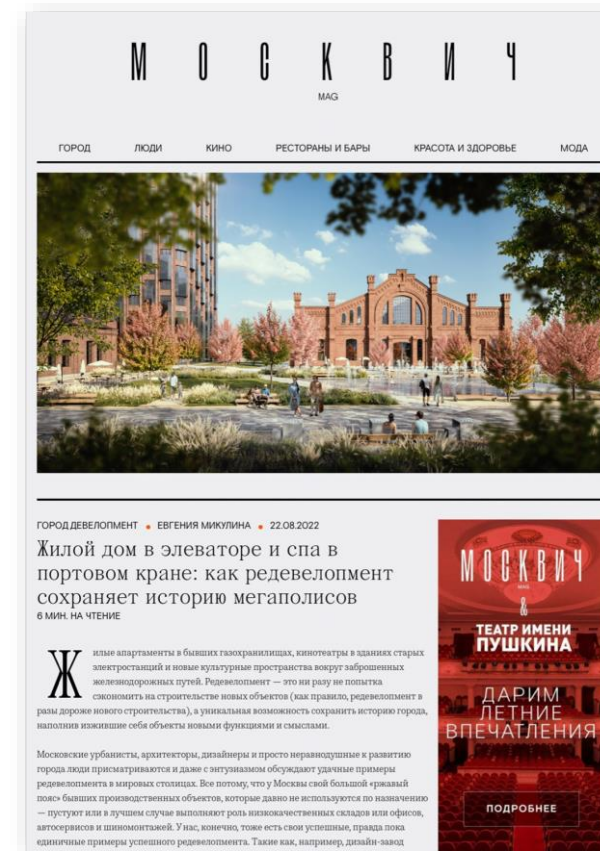 МОСКВИЧ
MAG
ГОРОД ЛЮДИ КИНО РЕСТОРАНЫ И БАРЫ КРАСОТА И ЗДОРОВЬЕ МОДА
ГОРОД ДЕВЕЛОПМЕНТ • ЕВГЕНИЯ МИКУЛИНА • 22.08.2022
Жилой дом в элеваторе и спа в
портовом кране: как редевелопмент
сохраняет историю мегаполисов
6 МИН. НА ЧТЕНИЕ
Жилые апартаменты в бывших газохранилищах, кинотеатры в зданиях старых
электростанций и новые культурные пространства вокруг заброшенных
железнодорожных путей. Редевелопмент — это ни разу не попытка
сэкономить на строительстве новых объектов (как правило, редевелопмент в
разы дороже нового строительства), а уникальная возможность сохранить историю города,
наполнив изжившие себя объекты новыми функциями и смыслами.
Московские урбанисты, архитекторы, дизайнеры и просто неравнодушные к развитию
города люди присматриваются и даже с энтузиазмом обсуждают удачные примеры
редевелопмента в мировых столицах. Все потому, что у Москвы свой большой «ржавый
пояс» бывших производственных объектов, которые давно не используются по назначению
— пустуют или в лучшем случае выполняют роль низкокачественных складов или офисов,
автосервисов и шиномонтажей. У нас, конечно, тоже есть свои успешные, правда пока
единичные примеры успешного редевелопмента. Такие как, например, дизайн-завод
МОСКВИЧ
MAG
&
ТЕАТР ИМЕНИ
ПУШКИНА
ДАРИМ
ЛЕТНИЕ
ВПЕЧАТЛЕНИЯ
ПОДРОБНЕЕ